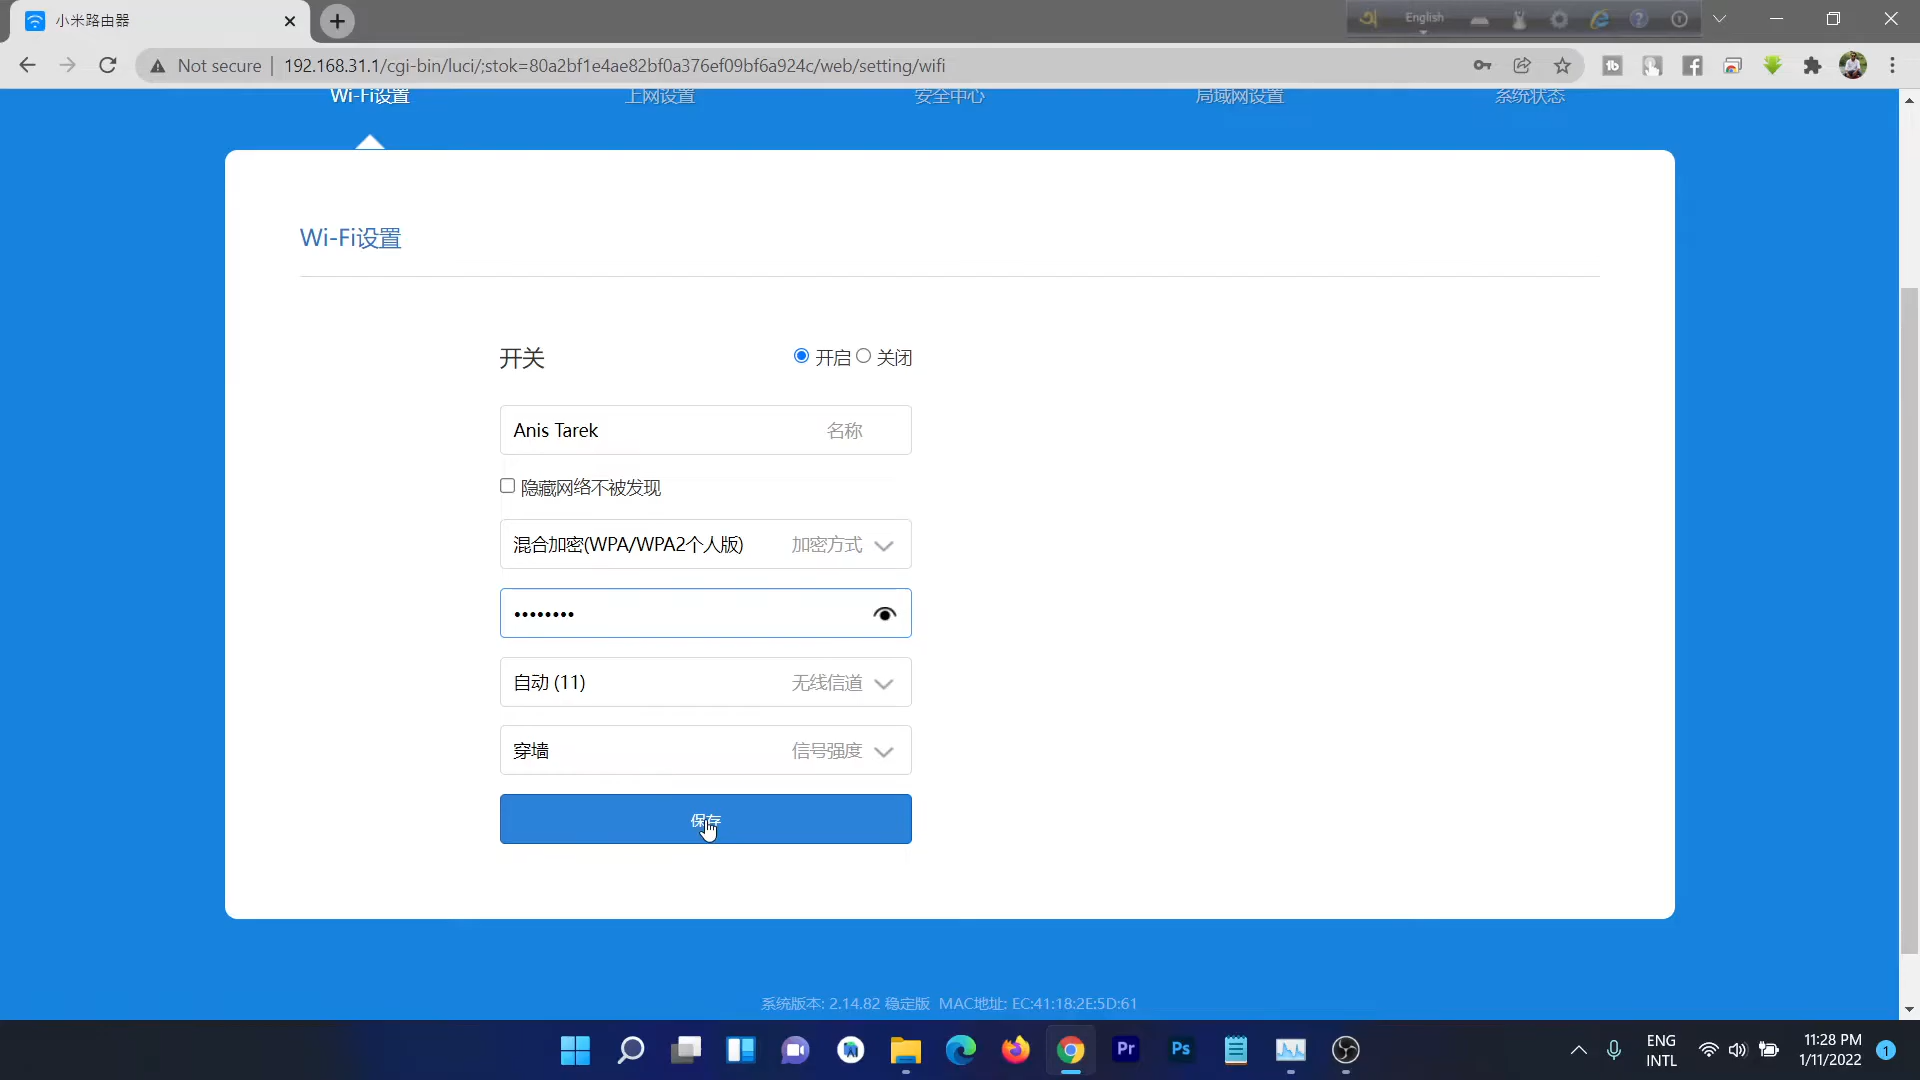 小米路由器
English
Not secure
192.168.31.1/cgi-bin/luci/;stok=80a2bf1e4ae82bf0a376ef09bf6a924c/web/setting/wifi
Wi-Fi设置 上网设置 安全中心 局域网设置 系统状态
Wi-Fi设置
开关 开启 关闭
Anis Tarek 名称
隐藏网络不被发现
混合加密(WPA/WPA2个人版) 加密方式
••••••••
自动 (11) 无线信道
穿墙 信号强度
保存
系统版本: 2.14.82 稳定版 MAC地址: EC:41:18:2E:5D:61
Pr
Ps
ENG
INTL
11:28 PM
1/11/2022
1